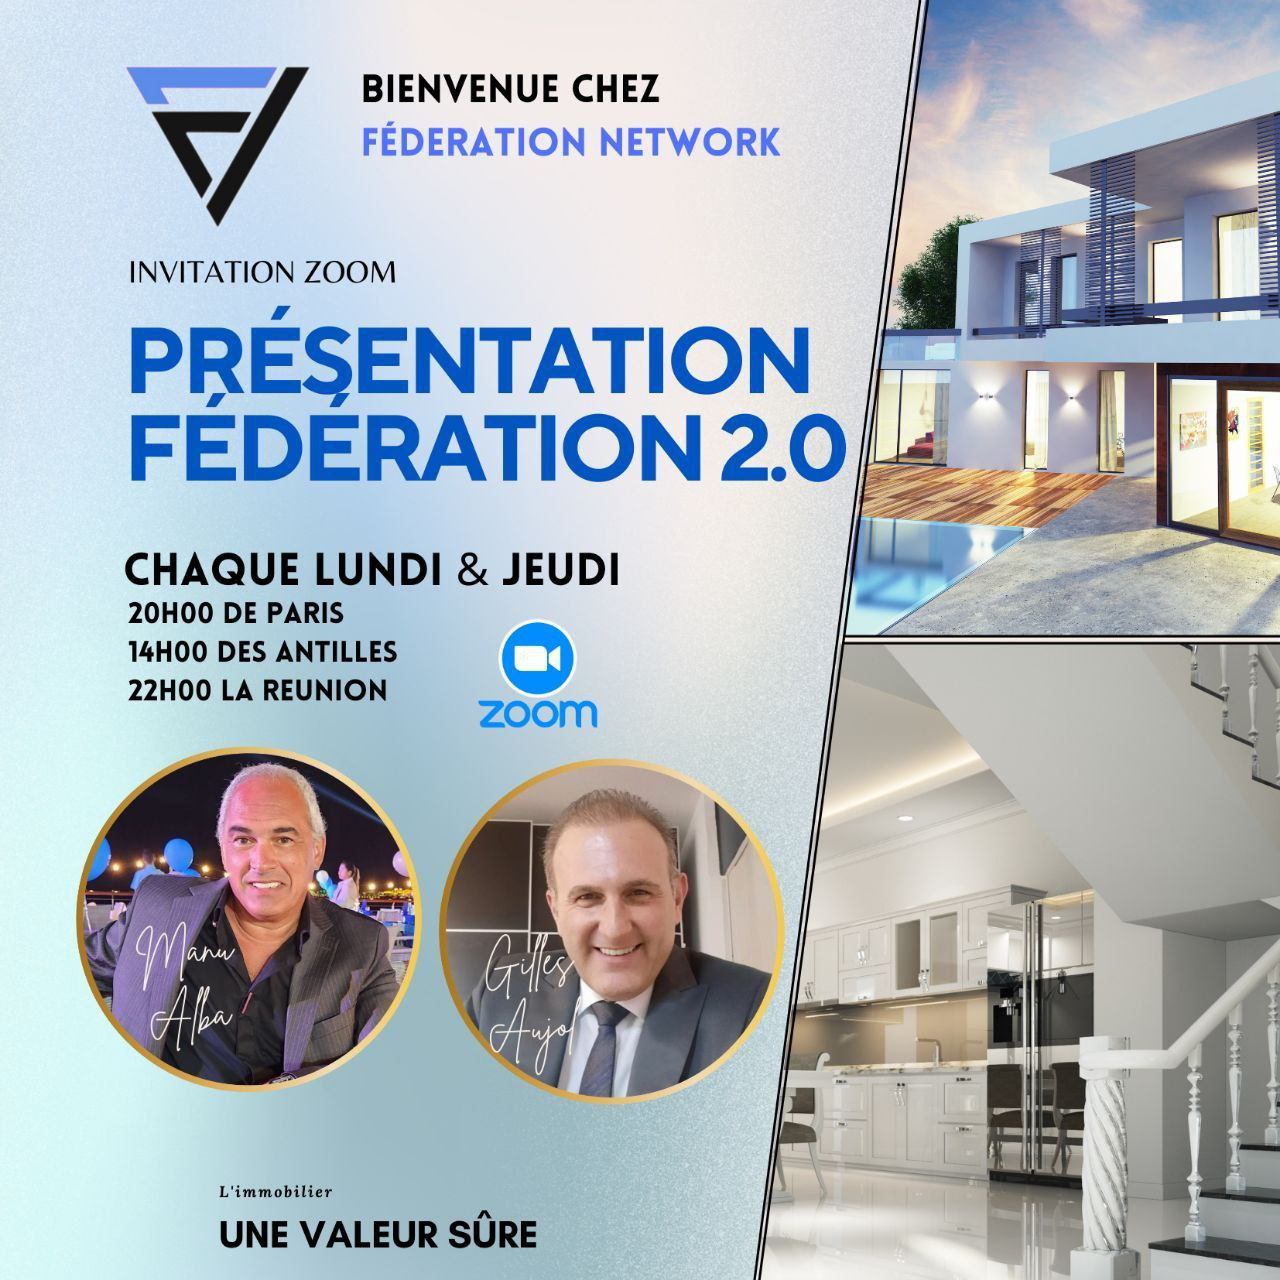 BIENVENUE CHEZ
FÉDERATION NETWORK
INVITATION ZOOM
PRÉSENTATION
FÉDÉRATION 2.0
CHAQUE LUNDI & JEUDI
20H00 DE PARIS
14H00 DES ANTILLES
22H00 LA REUNION
zoom
Manu
Alba
Gilles
Aujol
L'immobilier
UNE VALEUR SÛRE